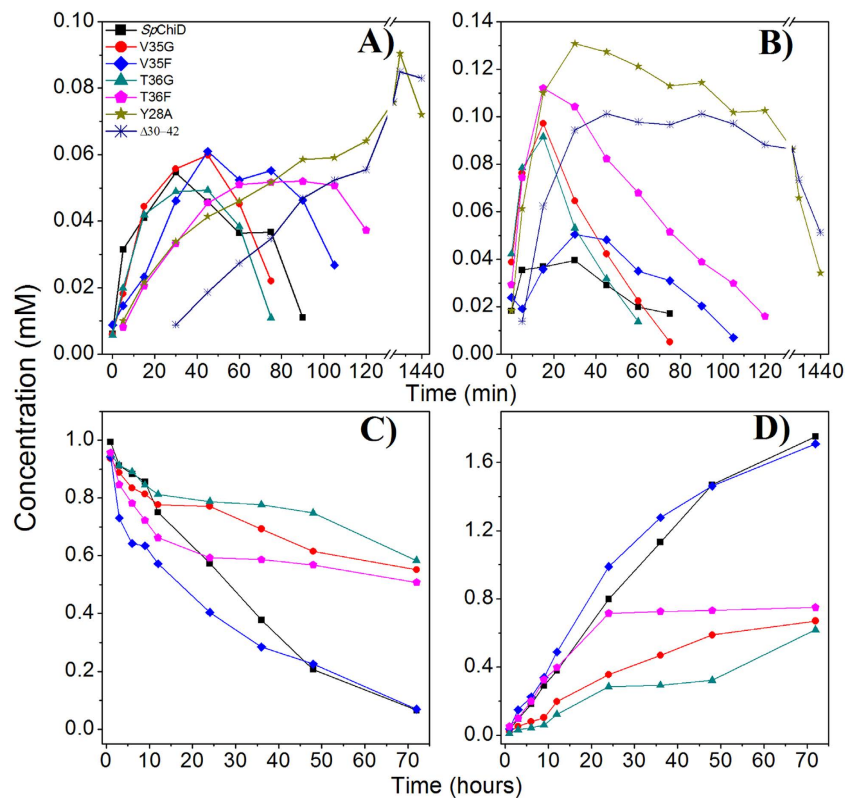 0.10
0.08
0.06
0.04
0.02
0.00
A)
SpChiD
V35G
V35F
T36G
T36F
Y28A
Δ30–42
0 20 40 60 80 100 120 1440
0.14
0.12
0.10
0.08
0.06
0.04
0.02
0.00
B)
0 20 40 60 80 100 120 1440
Time (min)
Concentration (mM)
1.0
0.8
0.6
0.4
0.2
0.0
C)
0 10 20 30 40 50 60 70
1.6
1.2
0.8
0.4
0.0
D)
0 10 20 30 40 50 60 70
Time (hours)